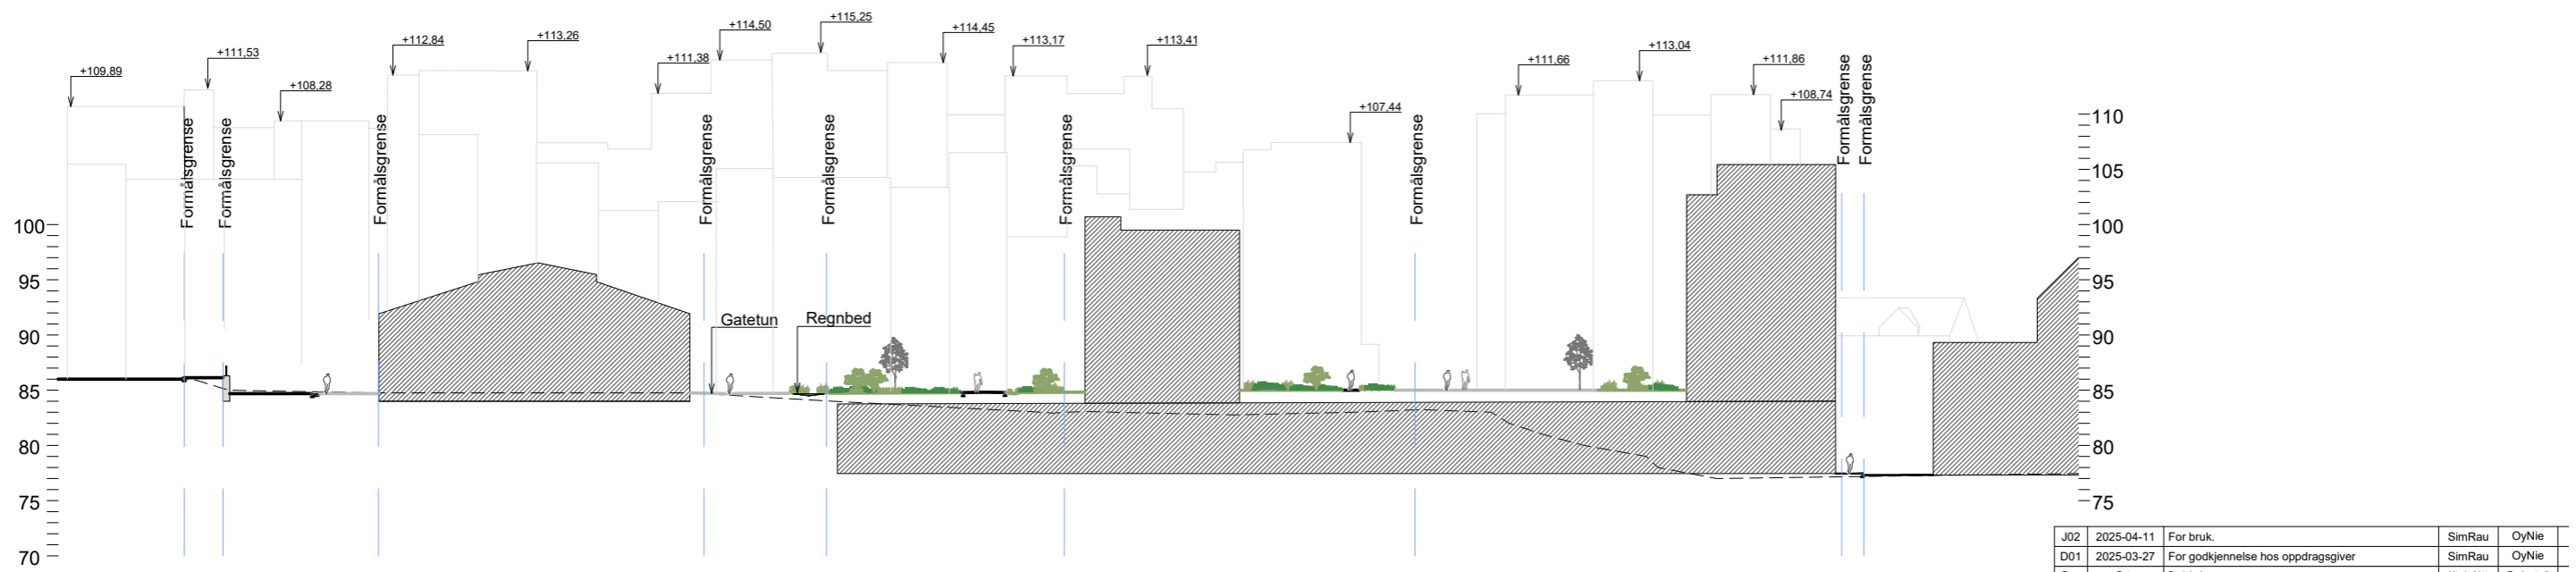 +115,25
+114,50
+114,45
+113,26
+112,84
+113,17
+113,41
+111,53
+111,38
+113,04
+111,66
+111,86
+109,89
+108,28
+107,44
+108,74
Formålsgrense
Formålsgrense
Formålsgrense
Formålsgrense
Formålsgrense
Formålsgrense
Formålsgrense
Formålsgrense
Formålsgrense
100
95
90
85
80
75
70
Gatetun
Regnbed
110
105
100
95
90
85
80
75
J02 2025-04-11 For bruk. SimRau OyNie
D01 2025-03-27 For godkjennelse hos oppdragsgiver SimRau OyNie